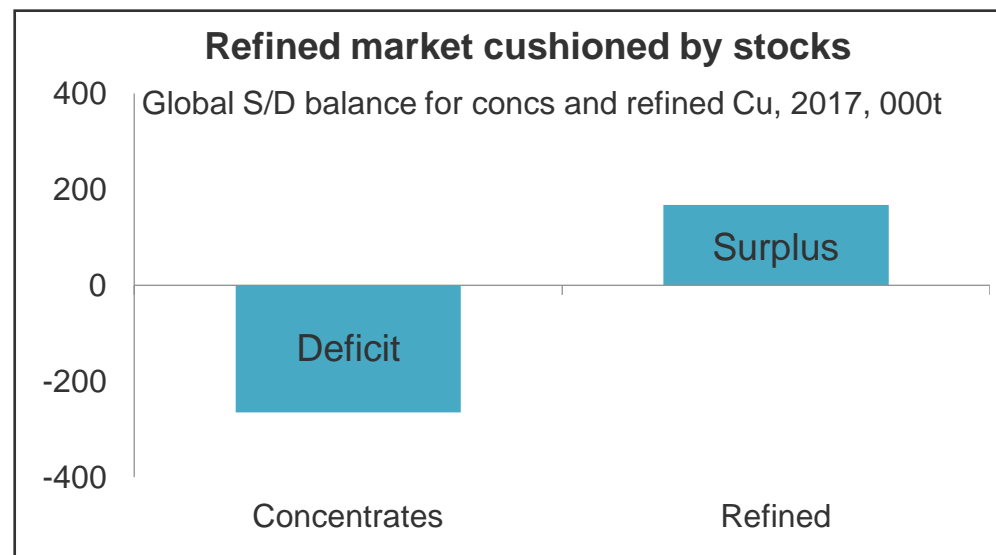 Refined market cushioned by stocks
Global S/D balance for concs and refined Cu, 2017, 000t
400
200
0
-200
-400
Surplus
Deficit
Concentrates
Refined